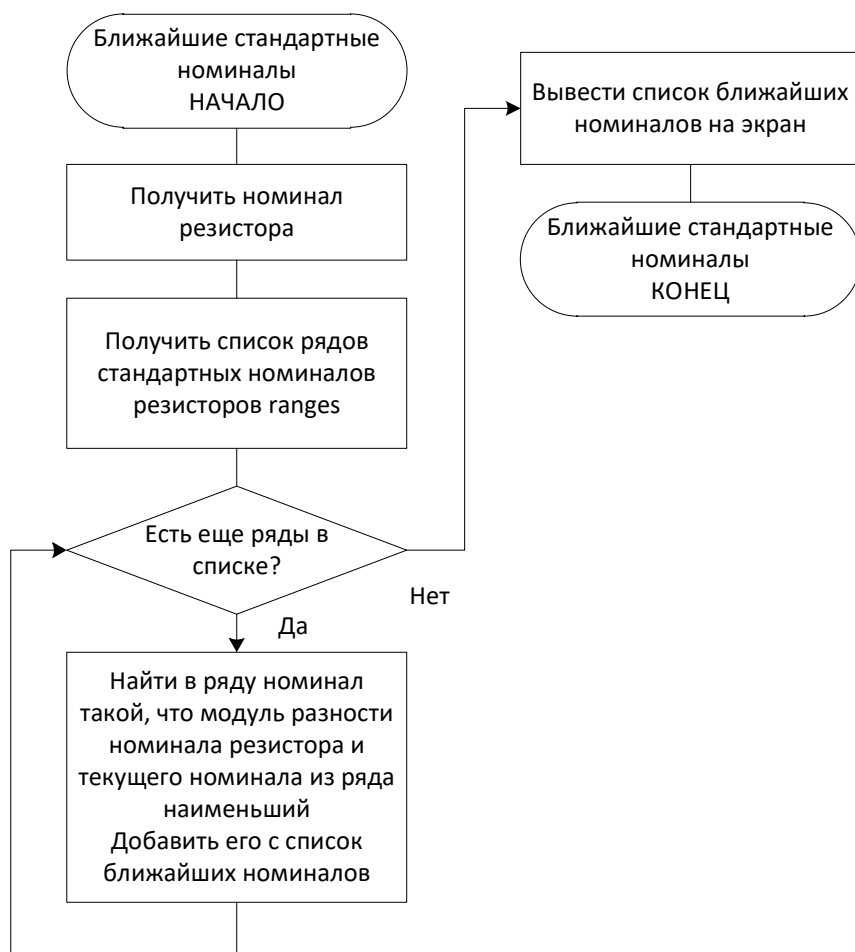 Ближайшие стандартные
номиналы
НАЧАЛО
Получить номинал
резистора
Получить список рядов
стандартных номиналов
резисторов ranges
Есть еще ряды в
списке?
Нет
Да
Найти в ряду номинал
такой, что модуль разности
номинала резистора и
текущего номинала из ряда
наименьший
Добавить его с список
ближайших номиналов
Вывести список ближайших
номиналов на экран
Ближайшие стандартные
номиналы
КОНЕЦ